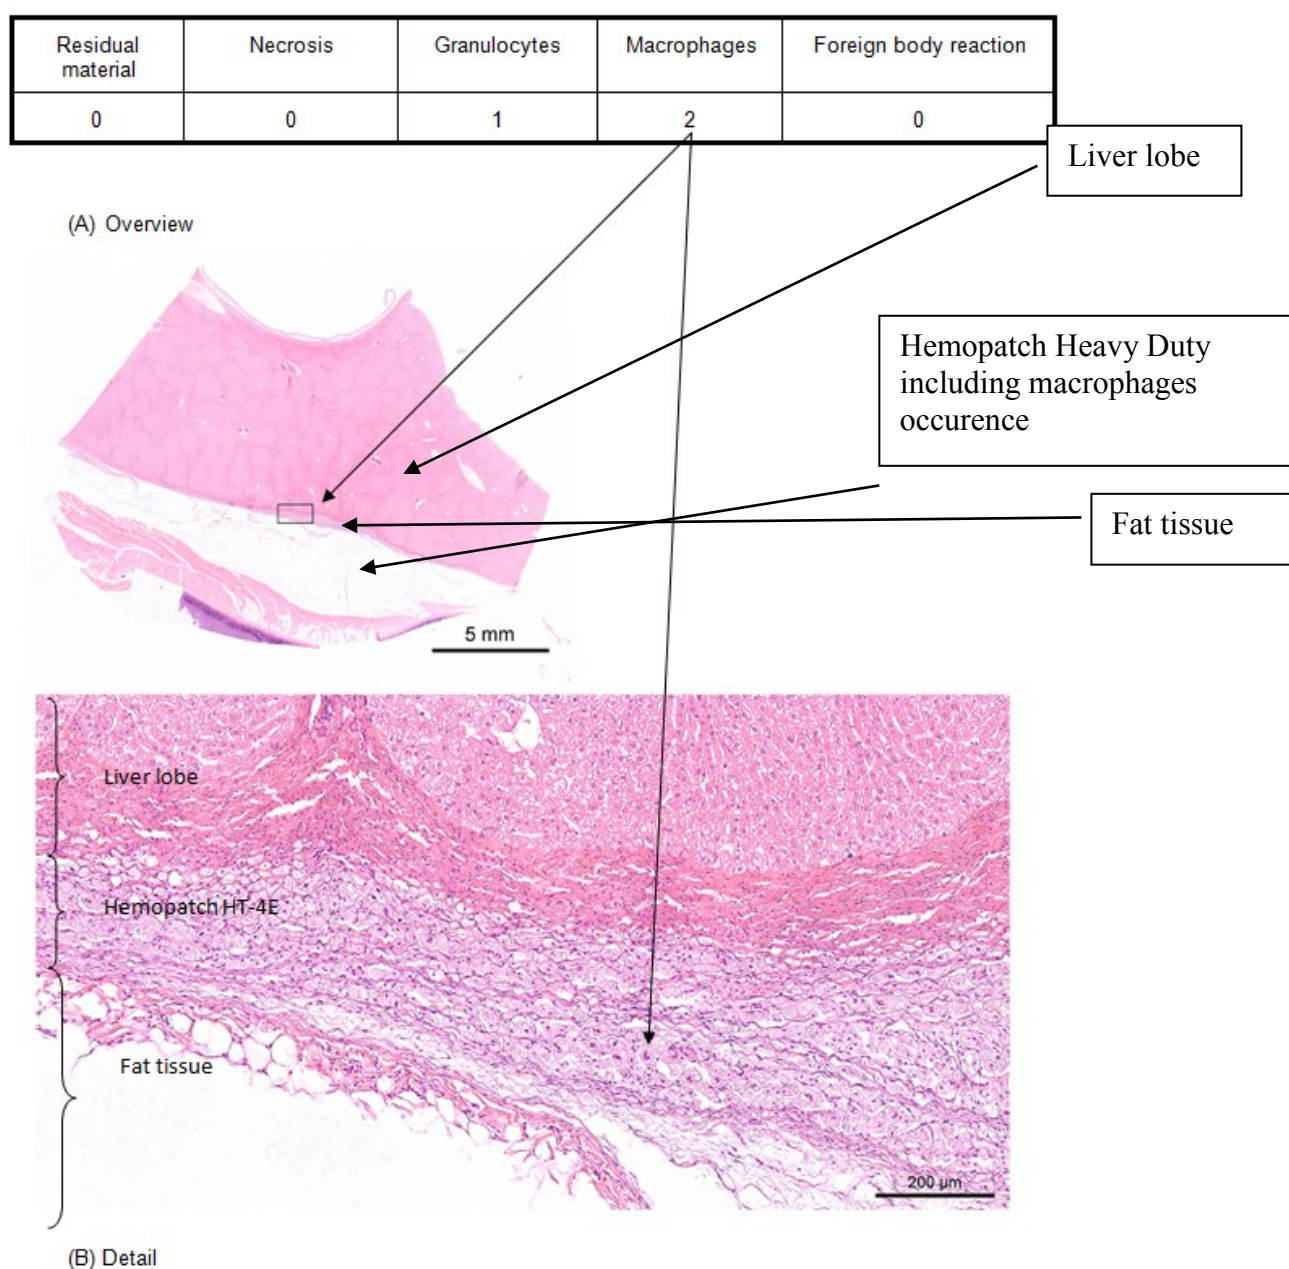 Residual material
Necrosis
Granulocytes
Macrophages
Foreign body reaction
0
0
1
2
0
Liver lobe
(A) Overview
Hemopatch Heavy Duty
including macrophages
occurence
Fat tissue
5 mm
Liver lobe
Hemopatch HT-4E
Fat tissue
200 µm
(B) Detail